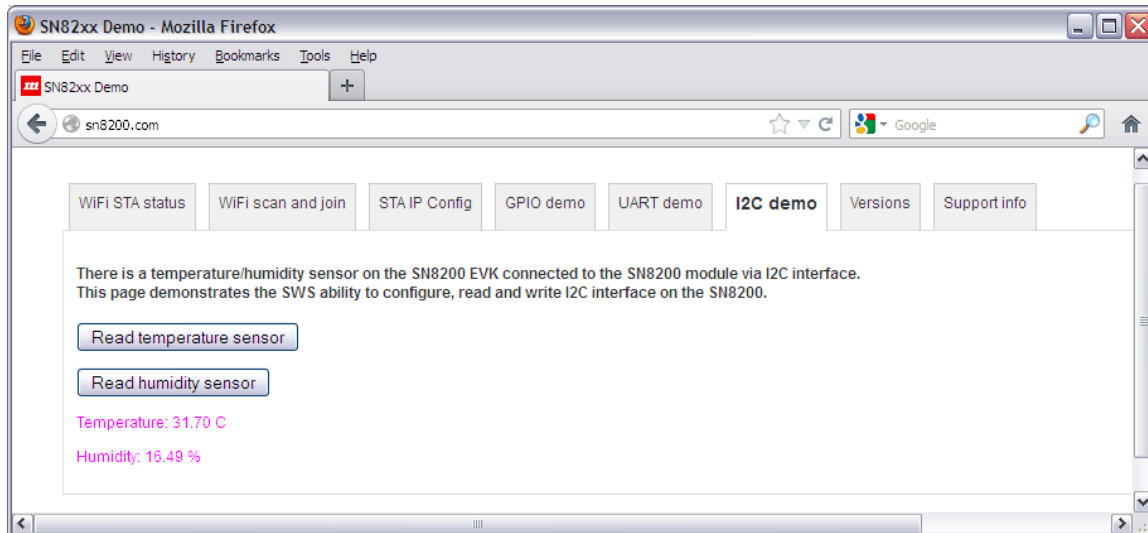 SN82xx Demo - Mozilla Firefox
File Edit View History Bookmarks Tools Help
m SN82xx Demo +
sn8200.com Google
WiFi STA status WiFi scan and join STA IP Config GPIO demo UART demo I2C demo Versions Support info
There is a temperature/humidity sensor on the SN8200 EVK connected to the SN8200 module via I2C interface.
This page demonstrates the SWS ability to configure, read and write I2C interface on the SN8200.
Read temperature sensor
Read humidity sensor
Temperature: 31.70 C
Humidity: 16.49 %